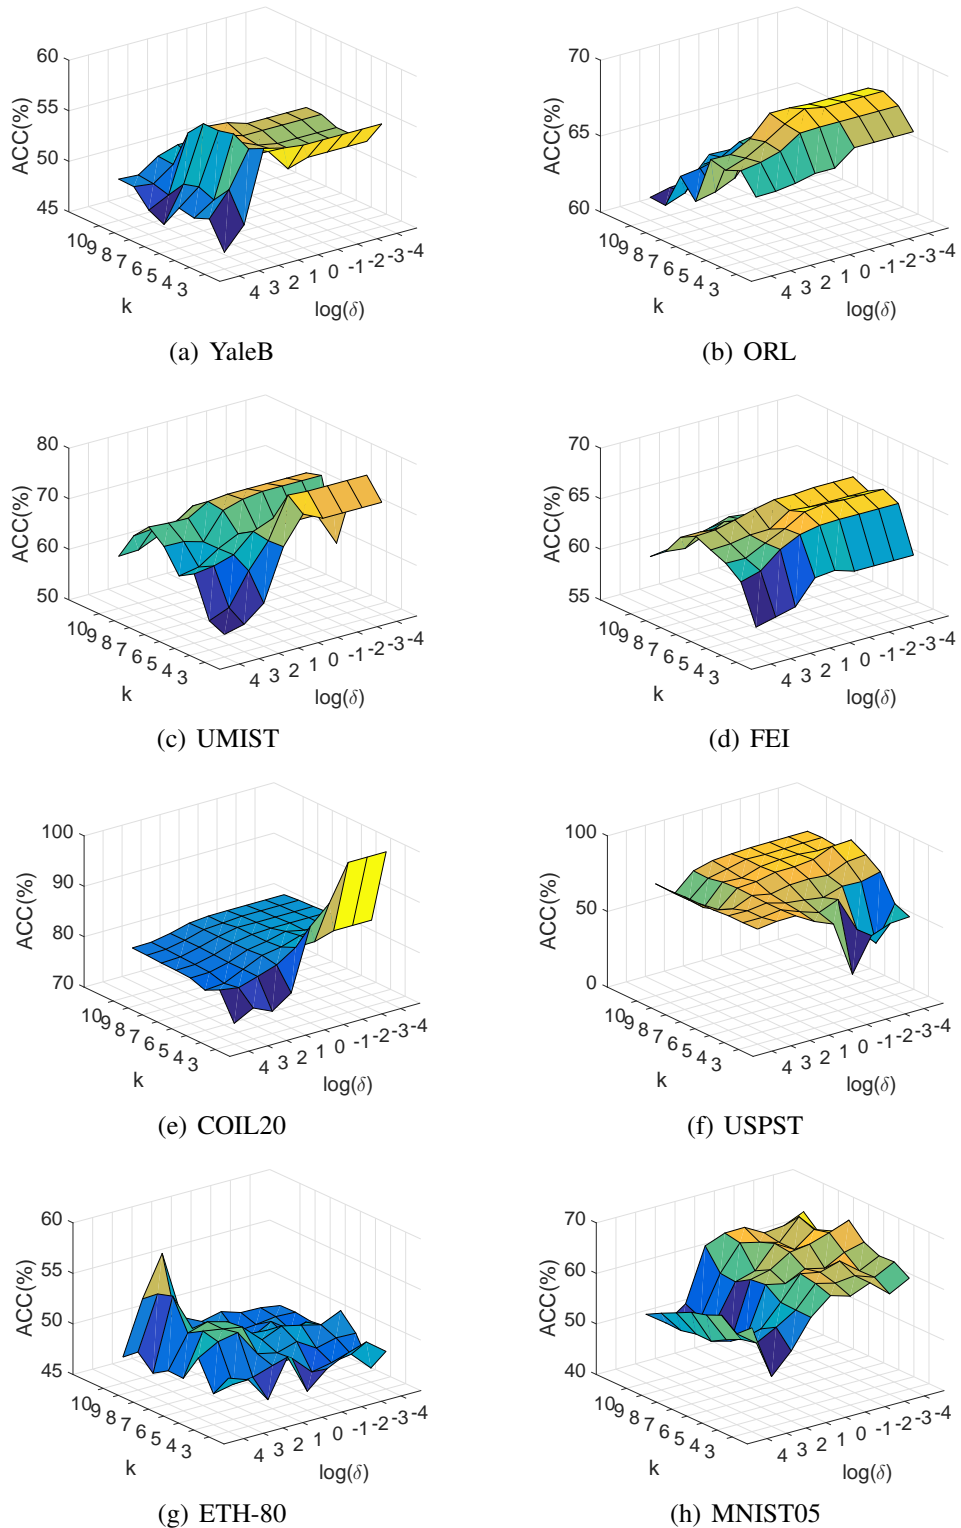 60
55
50
45
ACC(%)
10 9 8 7 6 5 4 3
k
4 3 2 1 0 -1 -2 -3 -4
log(δ)
(a) YaleB
70
65
60
ACC(%)
10 9 8 7 6 5 4 3
k
4 3 2 1 0 -1 -2 -3 -4
log(δ)
(b) ORL
80
70
60
50
ACC(%)
10 9 8 7 6 5 4 3
k
4 3 2 1 0 -1 -2 -3 -4
log(δ)
(c) UMIST
70
65
60
55
ACC(%)
10 9 8 7 6 5 4 3
k
4 3 2 1 0 -1 -2 -3 -4
log(δ)
(d) FEI
100
90
80
70
ACC(%)
10 9 8 7 6 5 4 3
k
4 3 2 1 0 -1 -2 -3 -4
log(δ)
(e) COIL20
100
50
0
ACC(%)
10 9 8 7 6 5 4 3
k
4 3 2 1 0 -1 -2 -3 -4
log(δ)
(f) USPST
60
55
50
45
ACC(%)
10 9 8 7 6 5 4 3
k
4 3 2 1 0 -1 -2 -3 -4
log(δ)
(g) ETH-80
70
60
50
40
ACC(%)
10 9 8 7 6 5 4 3
k
4 3 2 1 0 -1 -2 -3 -4
log(δ)
(h) MNIST05